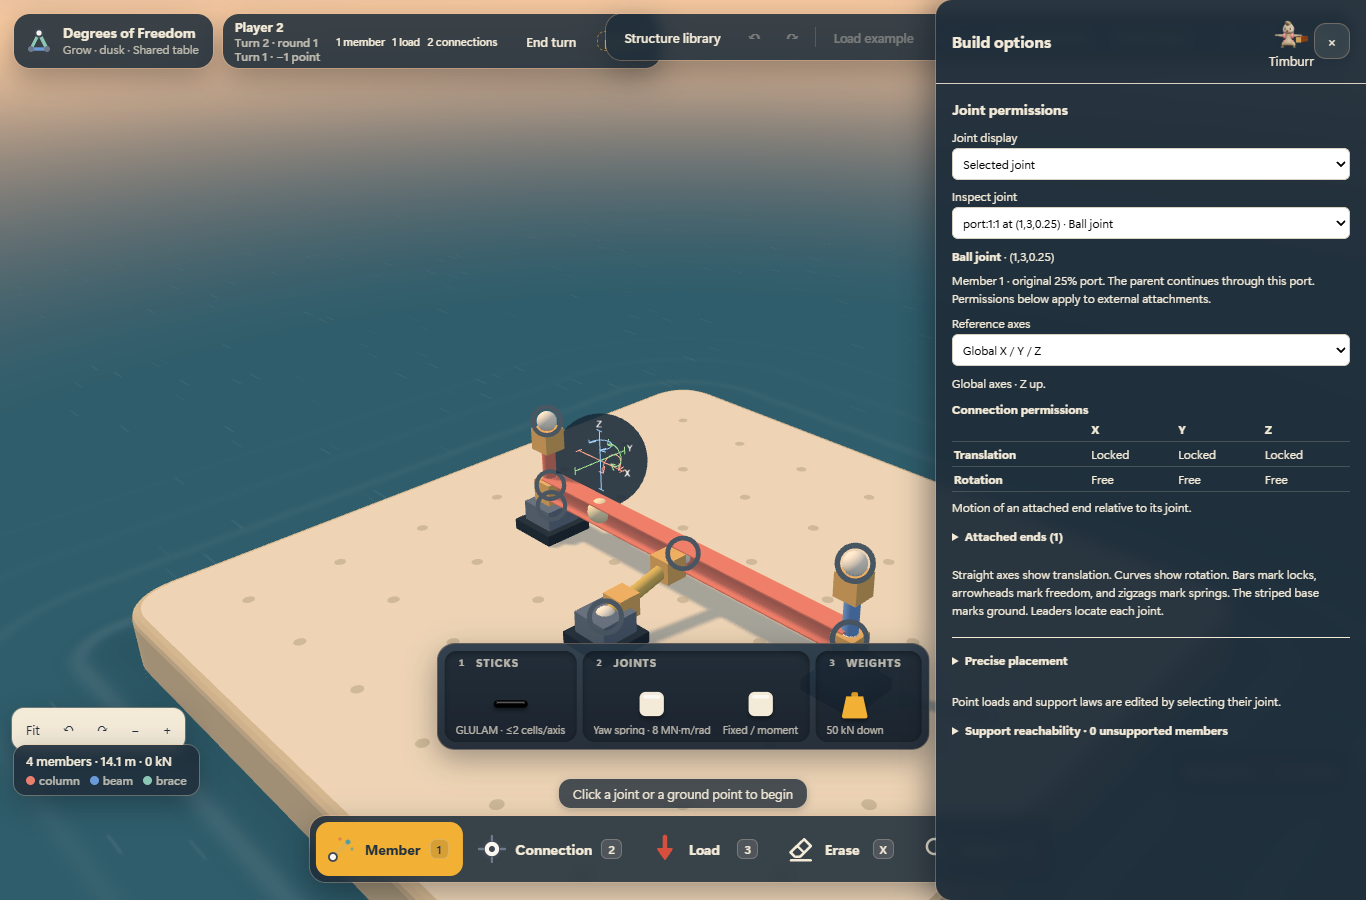 Degrees of Freedom
Grow · dusk · Shared table
Player 2
Turn 2 · round 1
Turn 1 · −1 point
1 member 1 load 2 connections
End turn
Structure library
Load example
Build options
Timburr
×
Joint permissions
Joint display
Selected joint
Inspect joint
port:1:1 at (1,3,0.25) · Ball joint
Ball joint · (1,3,0.25)
Member 1 · original 25% port. The parent continues through this port.
Permissions below apply to external attachments.
Reference axes
Global X / Y / Z
Global axes · Z up.
Connection permissions
X Y Z
Translation Locked Locked Locked
Rotation Free Free Free
Motion of an attached end relative to its joint.
Attached ends (1)
Straight axes show translation. Curves show rotation. Bars mark locks,
arrowheads mark freedom, and zigzags mark springs. The striped base
marks ground. Leaders locate each joint.
Precise placement
Point loads and support laws are edited by selecting their joint.
Support reachability · 0 unsupported members
Z
Y
X
1 STICKS
GLULAM · ≤2 cells/axis
2 JOINTS
Yaw spring · 8 MN·m/rad
Fixed / moment
3 WEIGHTS
50 kN down
Fit − +
4 members · 14.1 m · 0 kN
column beam brace
Click a joint or a ground point to begin
Member 1
Connection 2
Load 3
Erase X